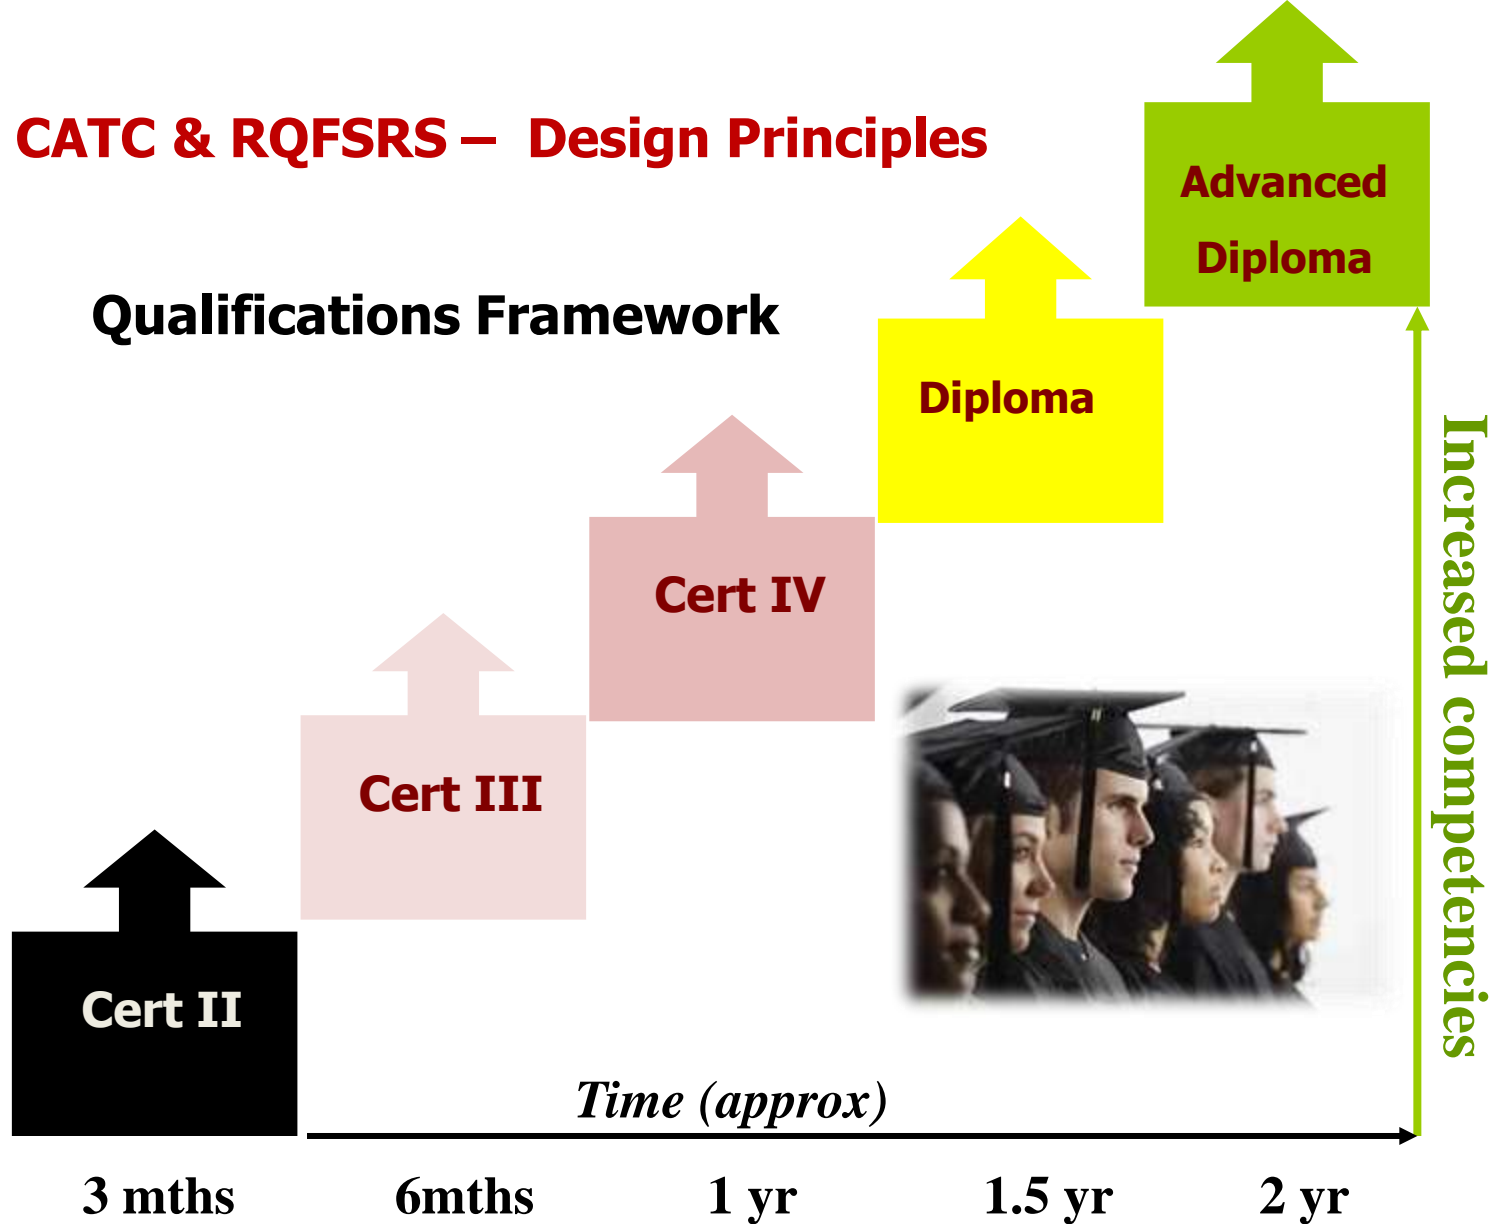 CATC & RQFSRS – Design Principles
Advanced
Diploma
Qualifications Framework
Diploma
Cert IV
Cert III
Cert II
Increased competencies
Time (approx)
3 mths 6mths 1 yr 1.5 yr 2 yr